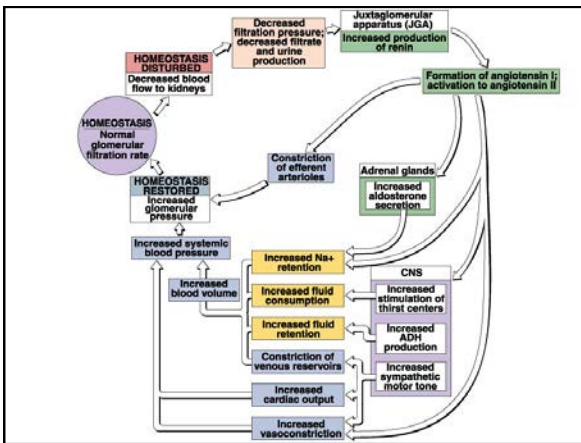 Decreased
filtration pressure;
decreased filtrate
and urine
production
Juxtaglomerular
apparatus (JGA)
Increased production
of renin
HOMEOSTASIS
DISTURBED
Decreased blood
flow to kidneys
Formation of angiotensin I;
activation to angiotensin II
HOMEOSTASIS
Normal
glomerular
filtration rate
Constriction
of efferent
arterioles
Adrenal glands
Increased
aldosterone
secretion
HOMEOSTASIS
RESTORED
Increased
glomerular
pressure
Increased systemic
blood pressure
Increased
blood volume
Increased Na+
retention
Increased fluid
consumption
Increased fluid
retention
Constriction of
venous reservoirs
Increased
cardiac output
Increased
vasoconstriction
CNS
Increased
stimulation of
thirst centers
Increased
ADH
production
Increased
sympathetic
motor tone